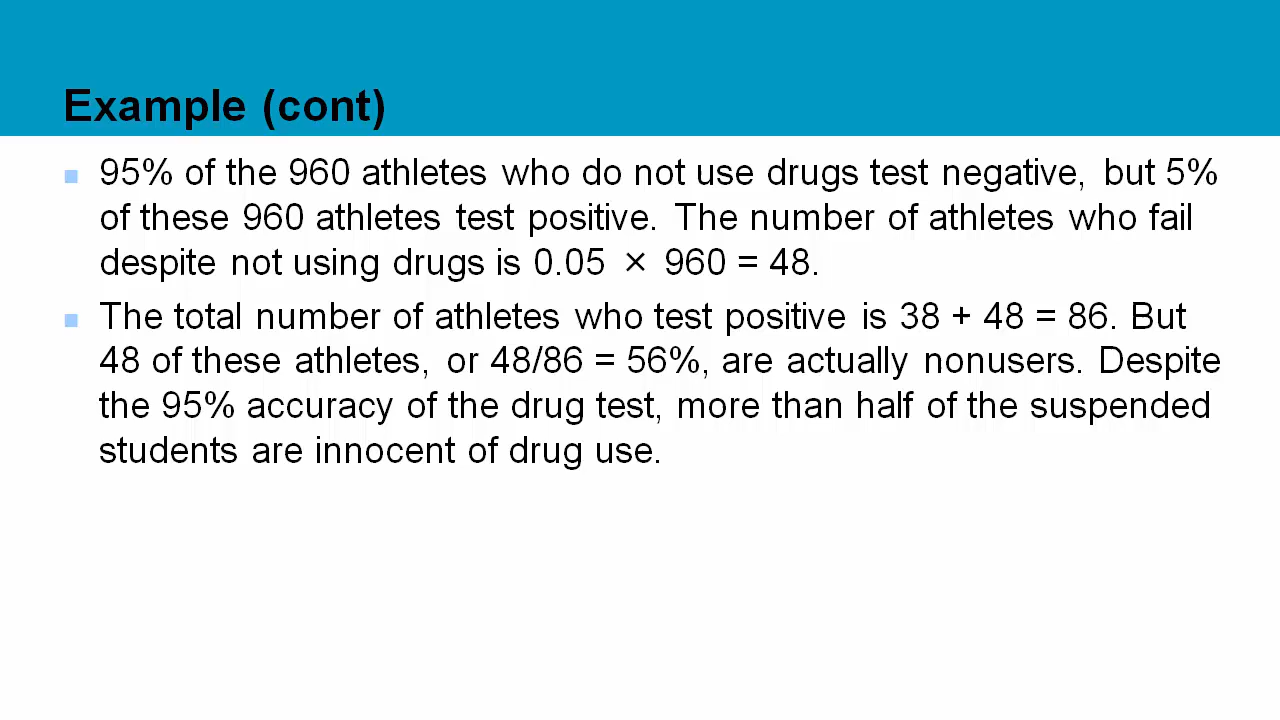 Example (cont)
95% of the 960 athletes who do not use drugs test negative, but 5%
of these 960 athletes test positive. The number of athletes who fail
despite not using drugs is 0.05 × 960 = 48.
The total number of athletes who test positive is 38 + 48 = 86. But
48 of these athletes, or 48/86 = 56%, are actually nonusers. Despite
the 95% accuracy of the drug test, more than half of the suspended
students are innocent of drug use.